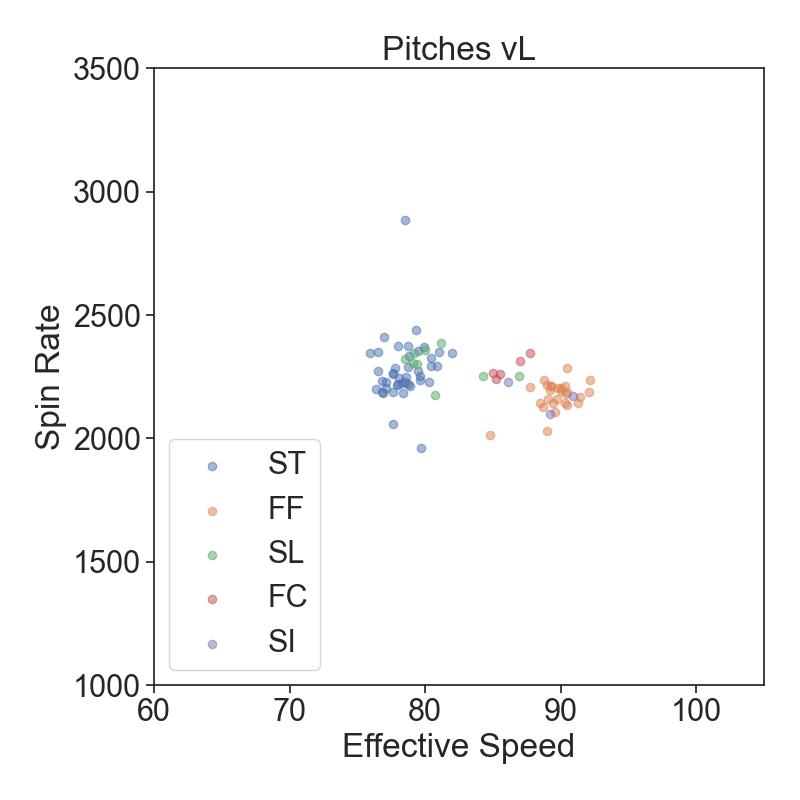 Pitches vL
3500
3000
2500
2000
1500
1000
Spin Rate
ST
FF
SL
FC
SI
60 70 80 90 100
Effective Speed